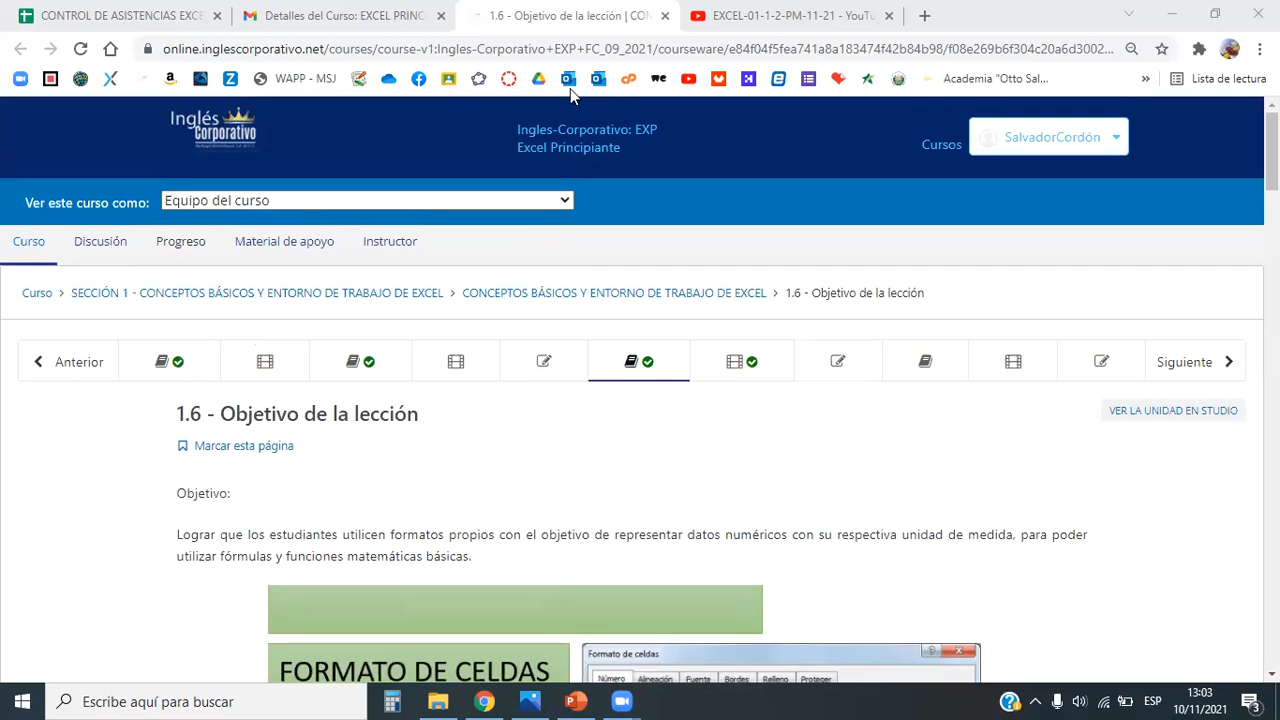 CONTROL DE ASISTENCIAS EXCE
Detalles del Curso: EXCEL PRINCI
1.6 - Objetivo de la lección | CON
EXCEL-01-1-2-PM-11-21 - YouTu
online.inglescorporativo.net/courses/course-v1:Ingles-Corporativo+EXP+FC_09_2021/courseware/e84f04f5fea741a8a183474f42b84b98/f08e269b6f304c20a6d3042...
WAPP - MSJ
Academia "Otto Sal...
»
Lista de lectura
Inglés
Corporativo
Ingles-Corporativo: EXP
Excel Principiante
Cursos
SalvadorCordón
Ver este curso como:
Equipo del curso
Curso
Discusión
Progreso
Material de apoyo
Instructor
Curso > SECCIÓN 1 - CONCEPTOS BÁSICOS Y ENTORNO DE TRABAJO DE EXCEL > CONCEPTOS BÁSICOS Y ENTORNO DE TRABAJO DE EXCEL > 1.6 - Objetivo de la lección
Anterior
Siguiente
1.6 - Objetivo de la lección
VER LA UNIDAD EN STUDIO
Marcar esta página
Objetivo:
Lograr que los estudiantes utilicen formatos propios con el objetivo de representar datos numéricos con su respectiva unidad de medida, para poder
utilizar fórmulas y funciones matemáticas básicas.
FORMATO DE CELDAS
Formato de celdas
Número
Alineación
Fuente
Bordes
Relleno
Proteger
Escribe aquí para buscar
ESP
13:03
10/11/2021
3